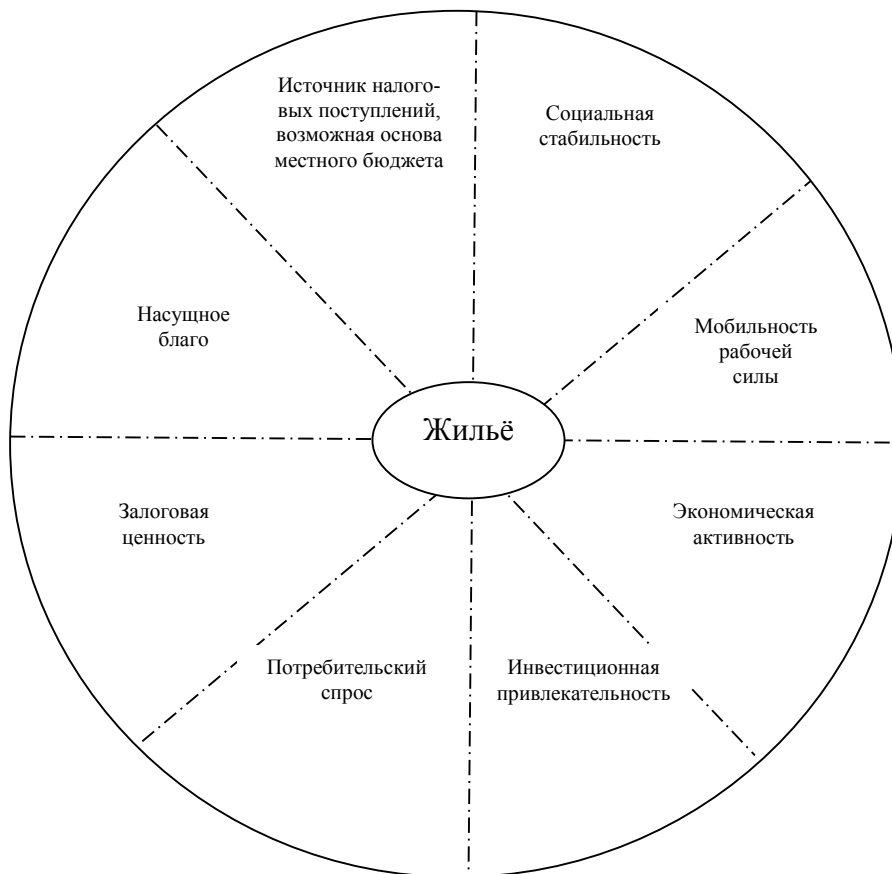 Источник налого-
вых поступлений,
возможная основа
местного бюджета
Социальная
стабильность
Насущное
благо
Мобильность
рабочей
силы
Жильё
Залоговая
ценность
Экономическая
активность
Потребительский
спрос
Инвестиционная
привлекательность